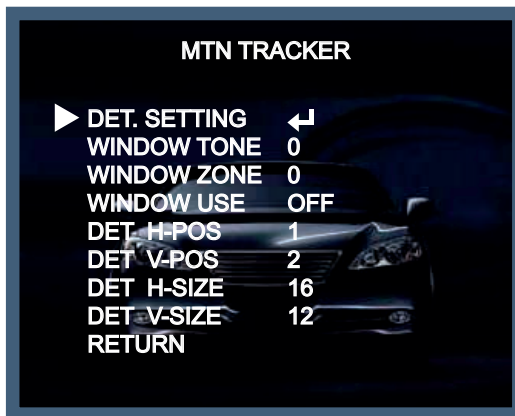 MTN TRACKER
DET. SETTING ↵
WINDOW TONE 0
WINDOW ZONE 0
WINDOW USE OFF
DET H-POS 1
DET V-POS 2
DET H-SIZE 16
DET V-SIZE 12
RETURN